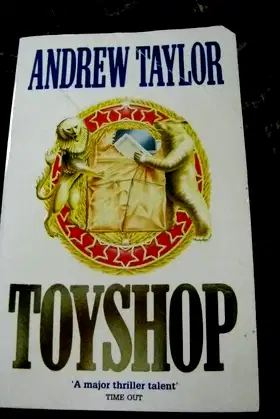 ANDREW TAYLOR
TOYSHOP
'A major thriller talent'
TIME OUT